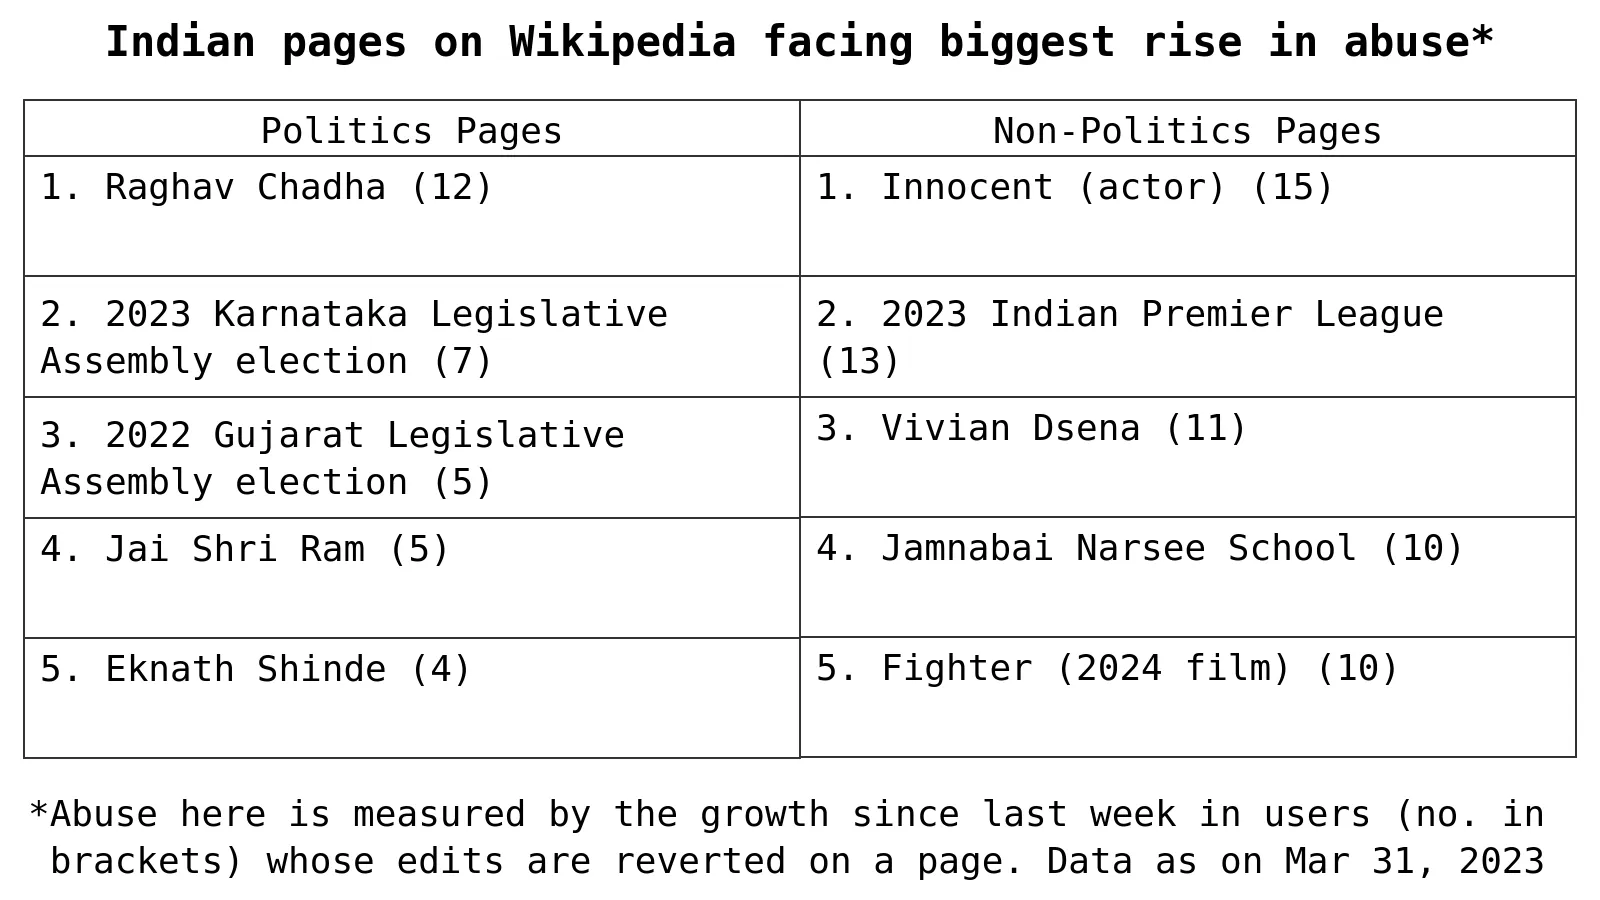 Indian pages on Wikipedia facing biggest rise in abuse*
Politics Pages
Non-Politics Pages
1. Raghav Chadha (12)
1. Innocent (actor) (15)
2. 2023 Karnataka Legislative
Assembly election (7)
2. 2023 Indian Premier League
(13)
3. 2022 Gujarat Legislative
Assembly election (5)
3. Vivian Dsena (11)
4. Jai Shri Ram (5)
4. Jamnabai Narsee School (10)
5. Eknath Shinde (4)
5. Fighter (2024 film) (10)
*Abuse here is measured by the growth since last week in users (no. in
brackets) whose edits are reverted on a page. Data as on Mar 31, 2023